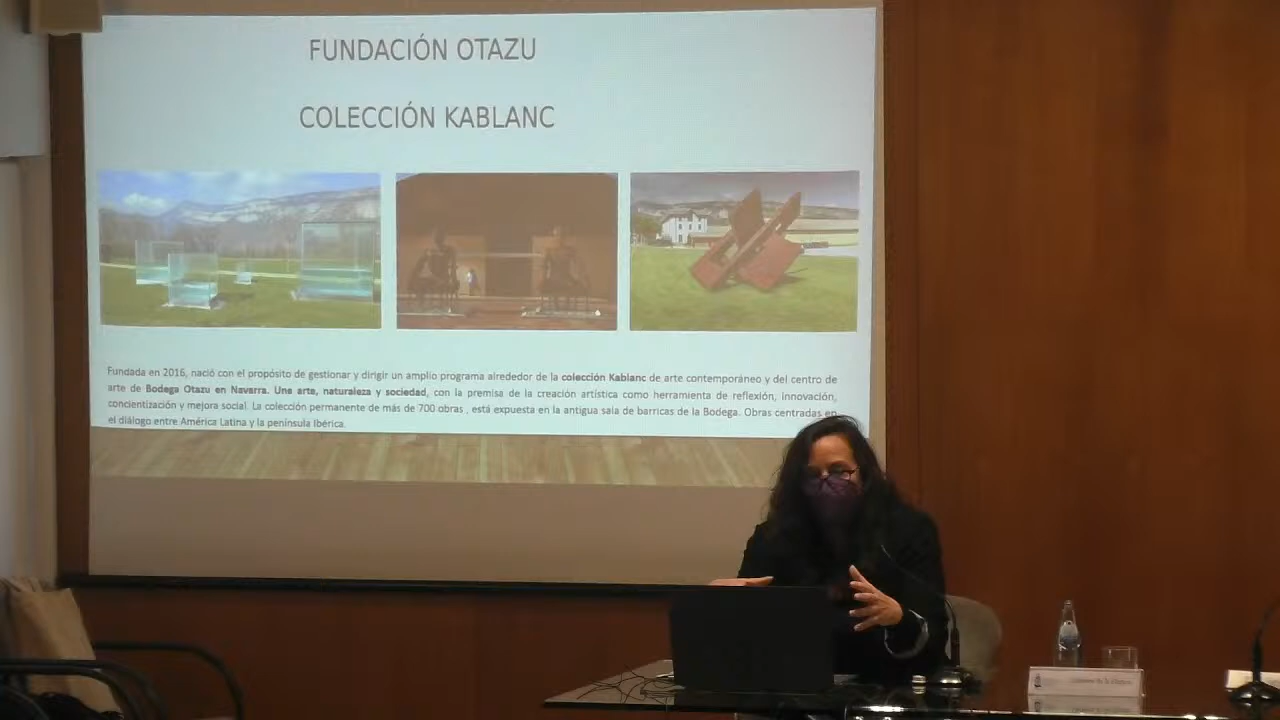 FUNDACIÓN OTAZU
COLECCIÓN KABLANC
Fundada en 2016, nació con el propósito de gestionar y dirigir un amplio programa alrededor de la colección Kablanc de arte contemporáneo y del centro de
arte de Bodega Otazu en Navarra. Une arte, naturaleza y sociedad, con la premisa de la creación artística como herramienta de reflexión, innovación,
concientización y mejora social. La colección permanente de más de 700 obras , está expuesta en la antigua sala de barricas de la Bodega. Obras centradas en
el diálogo entre América Latina y la península Ibérica.